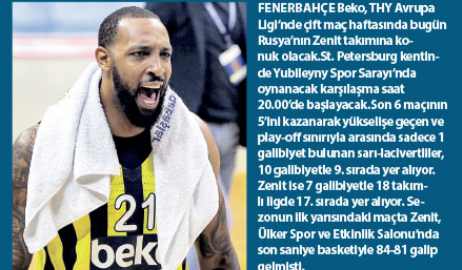 21
beko
FENERBAHÇE Beko, THY Avrupa
Ligi'nde çift maç haftasında bugün
Rusya'nın Zenit takımına ko-
nuk olacak.St. Petersburg kentin-
de Yubileyny Spor Sarayı'nda
oynanacak karşılaşma saat
20.00'de başlayacak.Son 6 maçının
5'ini kazanarak yükselişe geçen ve
play-off sınırıyla arasında sadece 1
galibiyet bulunan sarı-lacivertliler,
10 galibiyetle 9. sırada yer alıyor.
Zenit ise 7 galibiyetle 18 takım-
lı ligde 17. sırada yer alıyor. Se-
zonun ilk yarısındaki maçta Zenit,
Ülker Spor ve Etkinlik Salonu'nda
son saniye basketiyle 84-81 galip
gelmişti.